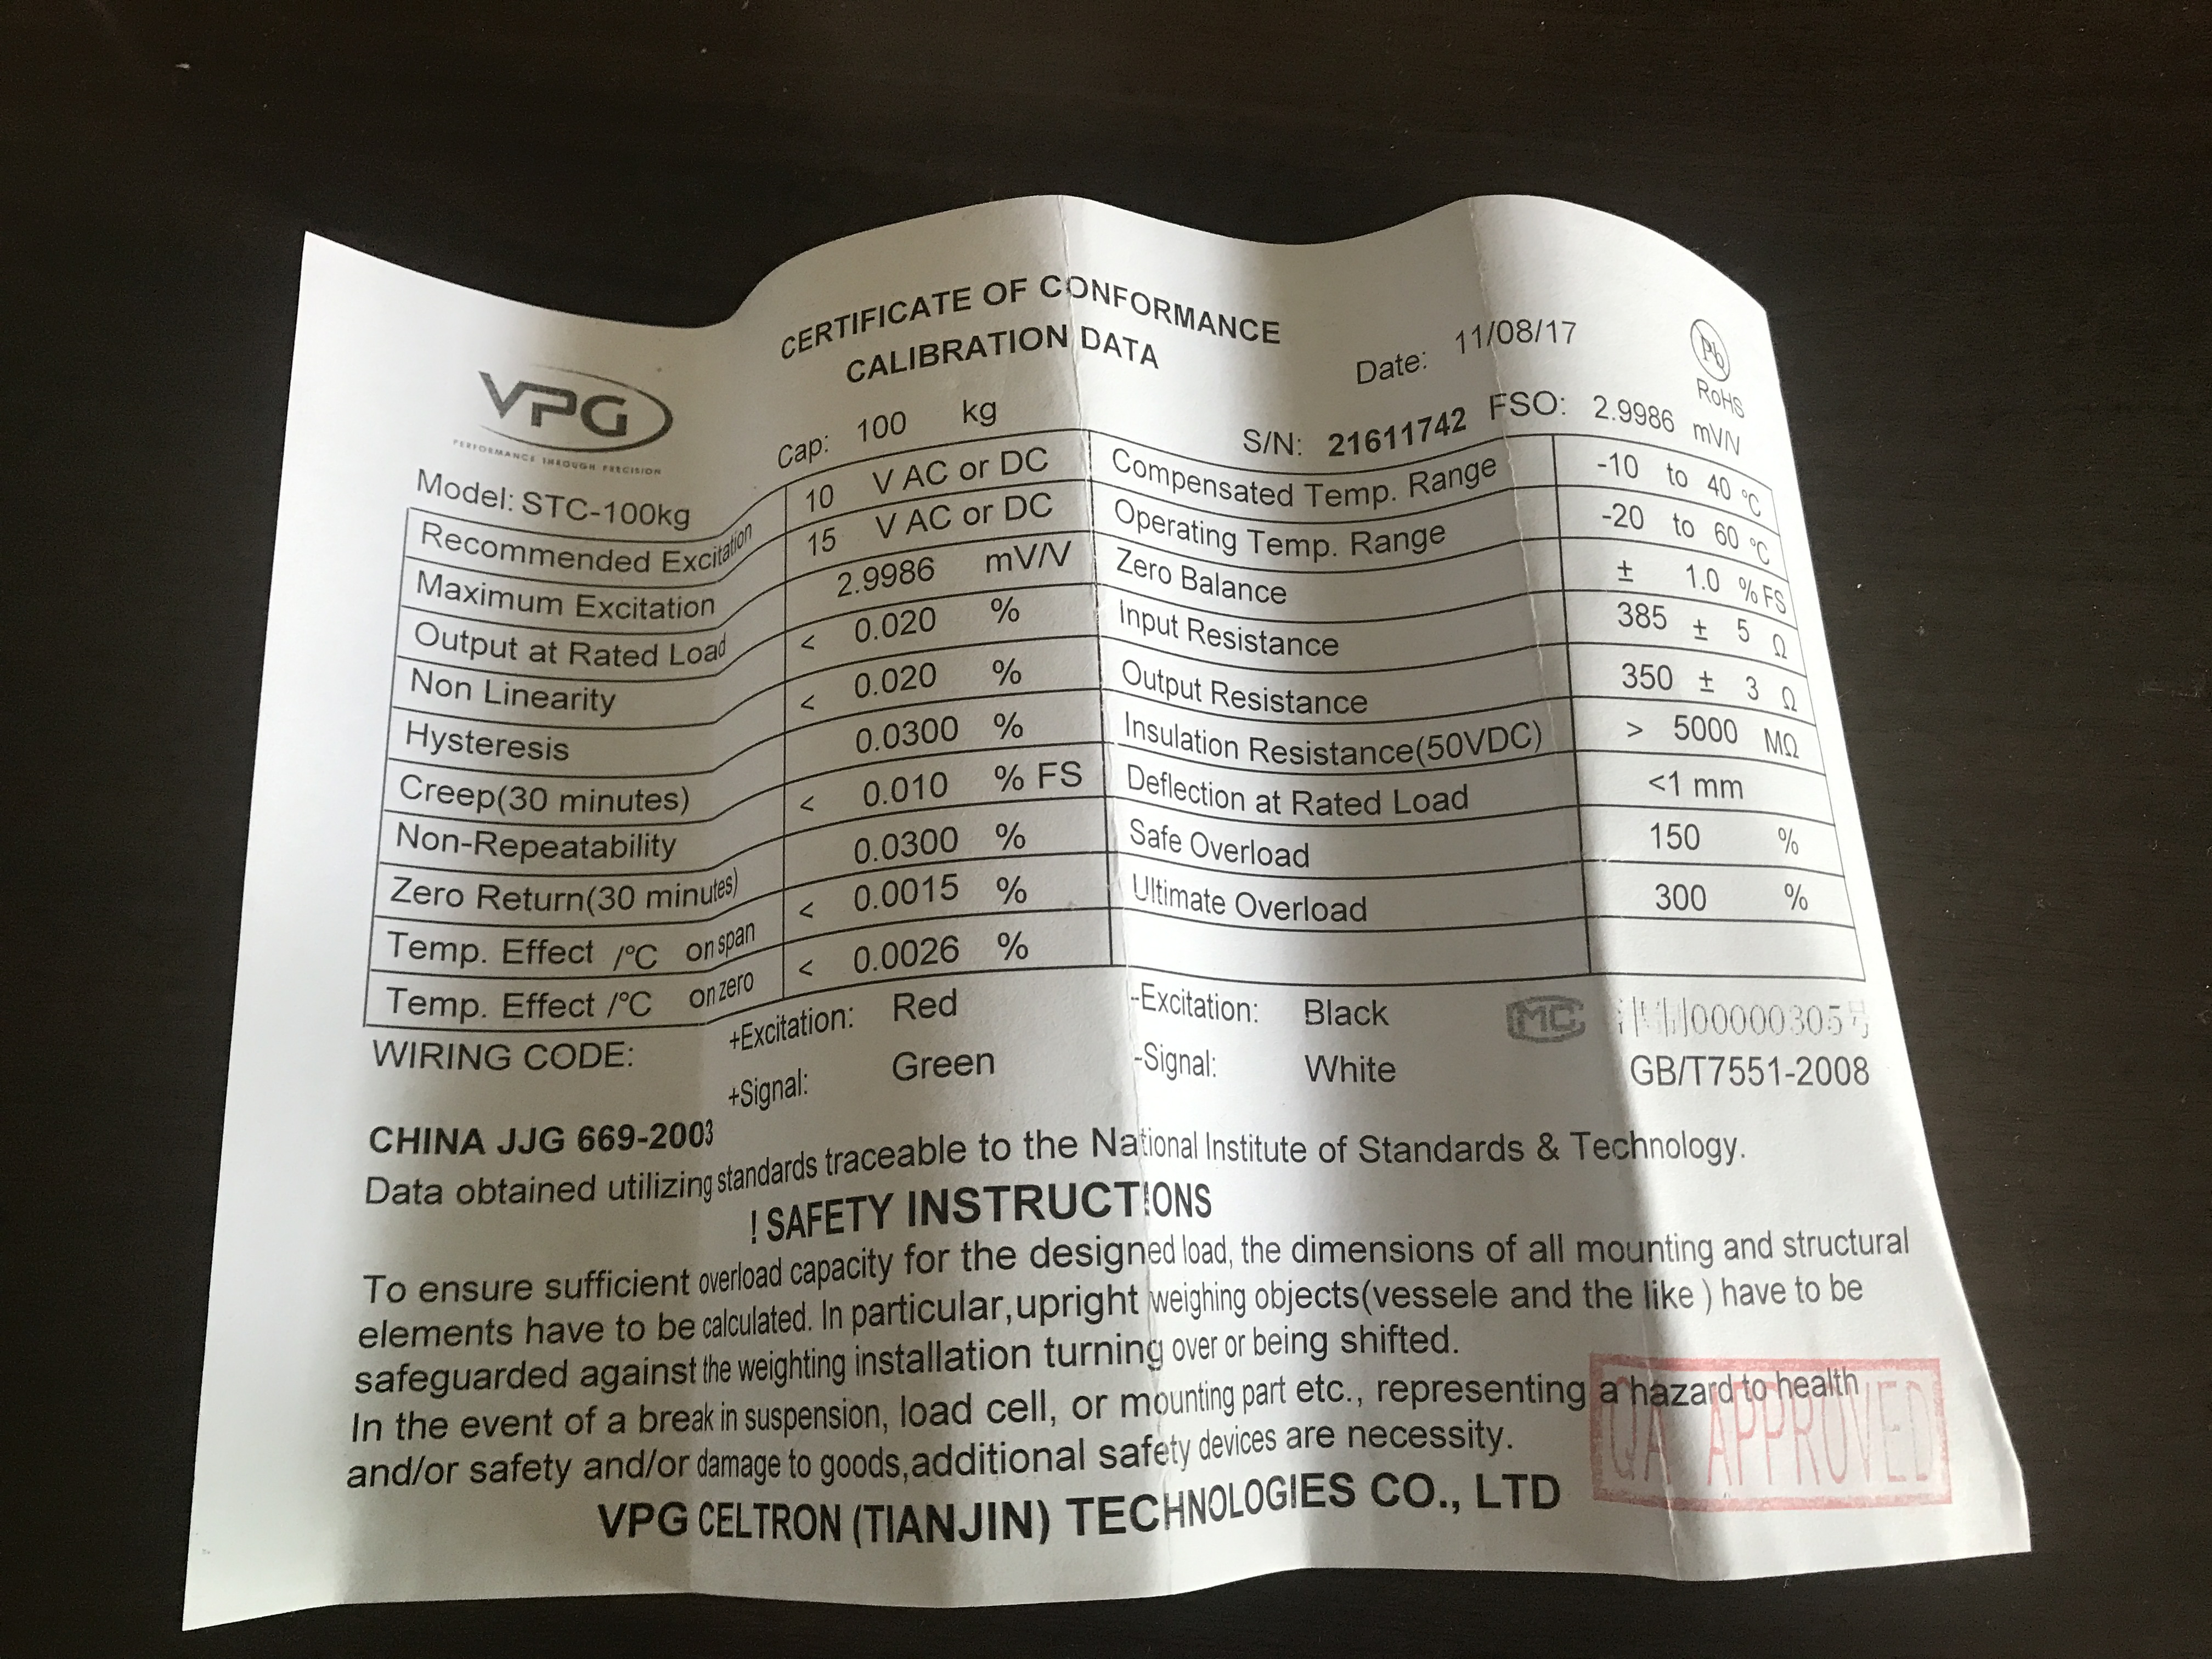 CERTIFICATE OF CONFORMANCE
CALIBRATION DATA
VPG
PERFORMANCE THROUGH PRECISION
Date: 11/08/17
Pb
RoHS
Model: STC-100kg Cap: 100 kg S/N: 21611742 FSO: 2.9986 mV/V
Recommended Excitation 10 V AC or DC Compensated Temp. Range -10 to 40 °C
Maximum Excitation 15 V AC or DC Operating Temp. Range -20 to 60 °C
Output at Rated Load 2.9986 mV/V Zero Balance ± 1.0 % FS
Non Linearity < 0.020 % Input Resistance 385 ± 5 Ω
Hysteresis < 0.020 % Output Resistance 350 ± 3 Ω
Creep(30 minutes) 0.0300 % Insulation Resistance(50VDC) > 5000 MΩ
Non-Repeatability < 0.010 % FS Deflection at Rated Load <1 mm
Zero Return(30 minutes) 0.0300 % Safe Overload 150 %
Temp. Effect /°C on span < 0.0015 % Ultimate Overload 300 %
Temp. Effect /°C on zero < 0.0026 %
WIRING CODE: +Excitation: Red -Excitation: Black MC 00000305号
+Signal: Green -Signal: White GB/T7551-2008
CHINA JJG 669-2003
Data obtained utilizing standards traceable to the National Institute of Standards & Technology.
! SAFETY INSTRUCTIONS
To ensure sufficient overload capacity for the designed load, the dimensions of all mounting and structural
elements have to be calculated. In particular,upright weighing objects(vessele and the like ) have to be
safeguarded against the weighting installation turning over or being shifted.
In the event of a break in suspension, load cell, or mounting part etc., representing a hazard to health
and/or safety and/or damage to goods,additional safety devices are necessity.
QA APPROVED
VPG CELTRON (TIANJIN) TECHNOLOGIES CO., LTD